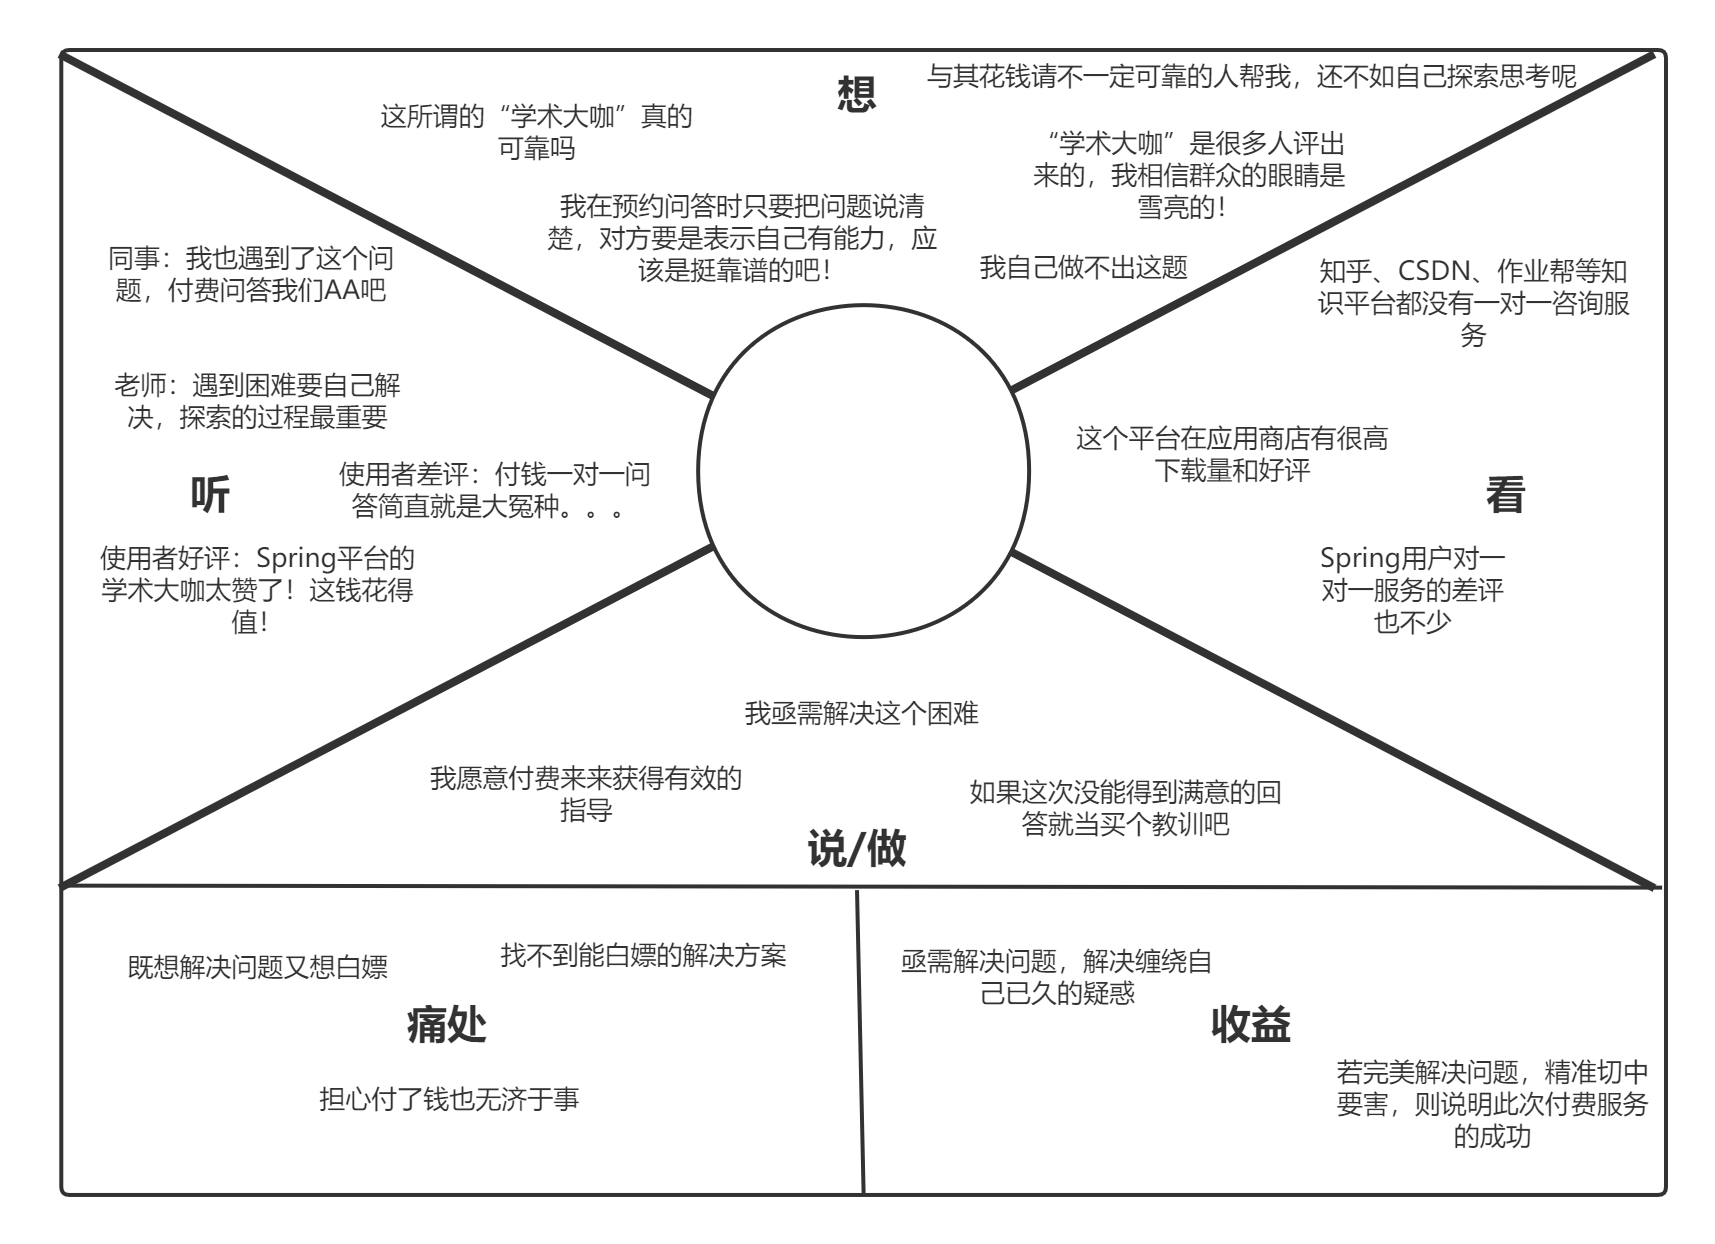 想
与其花钱请不一定可靠的人帮我，还不如自己探索思考呢
这所谓的“学术大咖”真的
可靠吗
“学术大咖”是很多人评出
来的，我相信群众的眼睛是
雪亮的！
我在预约问答时只要把问题说清
楚，对方要是表示自己有能力，应
该是挺靠谱的吧！
我自己做不出这题
同事：我也遇到了这个问
题，付费问答我们AA吧
老师：遇到困难要自己解
决，探索的过程最重要
听
使用者差评：付钱一对一问
答简直就是大冤种。。。
使用者好评：Spring平台的
学术大咖太赞了！这钱花得
值！
知乎、CSDN、作业帮等知
识平台都没有一对一咨询服
务
这个平台在应用商店有很高
下载量和好评
看
Spring用户对一
对一服务的差评
也不少
我亟需解决这个困难
我愿意付费来来获得有效的
指导
如果这次没能得到满意的回
答就当买个教训吧
说/做
既想解决问题又想白嫖
找不到能白嫖的解决方案
痛处
担心付了钱也无济于事
亟需解决问题，解决缠绕自
己已久的疑惑
收益
若完美解决问题，精准切中
要害，则说明此次付费服务
的成功